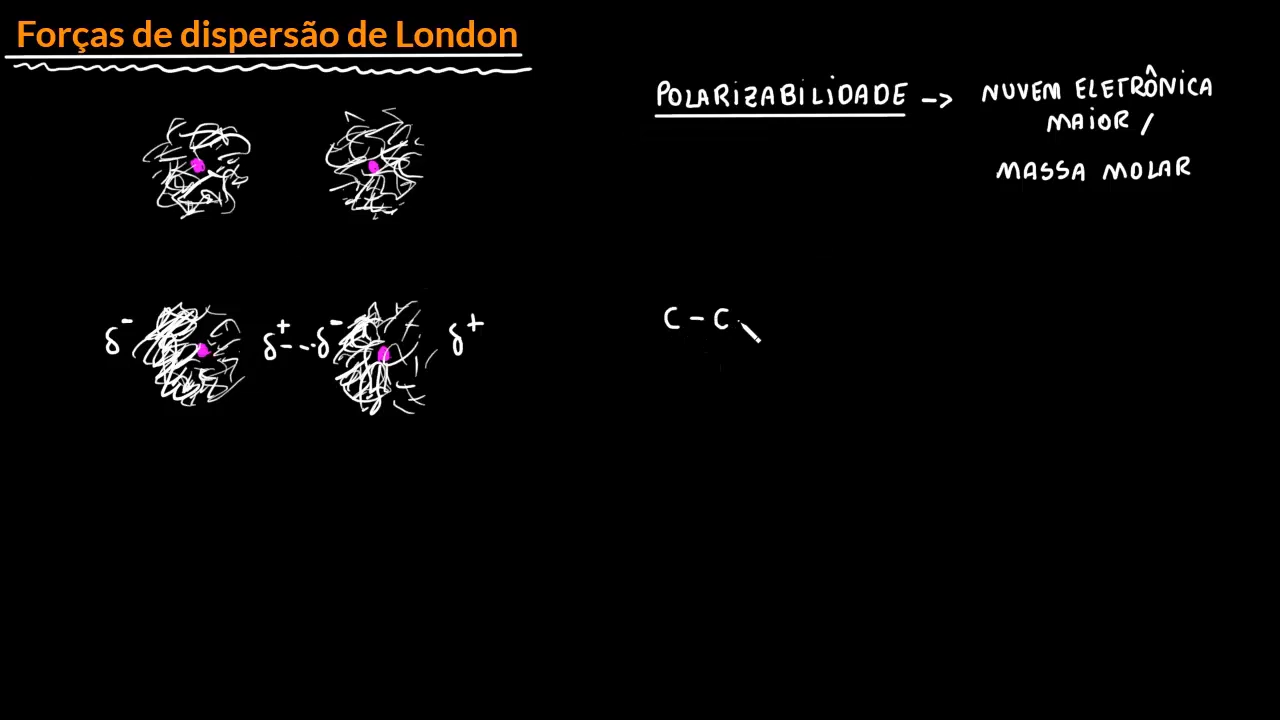 Forças de dispersão de London
POLARIZABILIDADE -> NUVEM ELETRÔNICA
MAIOR /
MASSA MOLAR
δ- δ+ --- δ- δ+
C - C